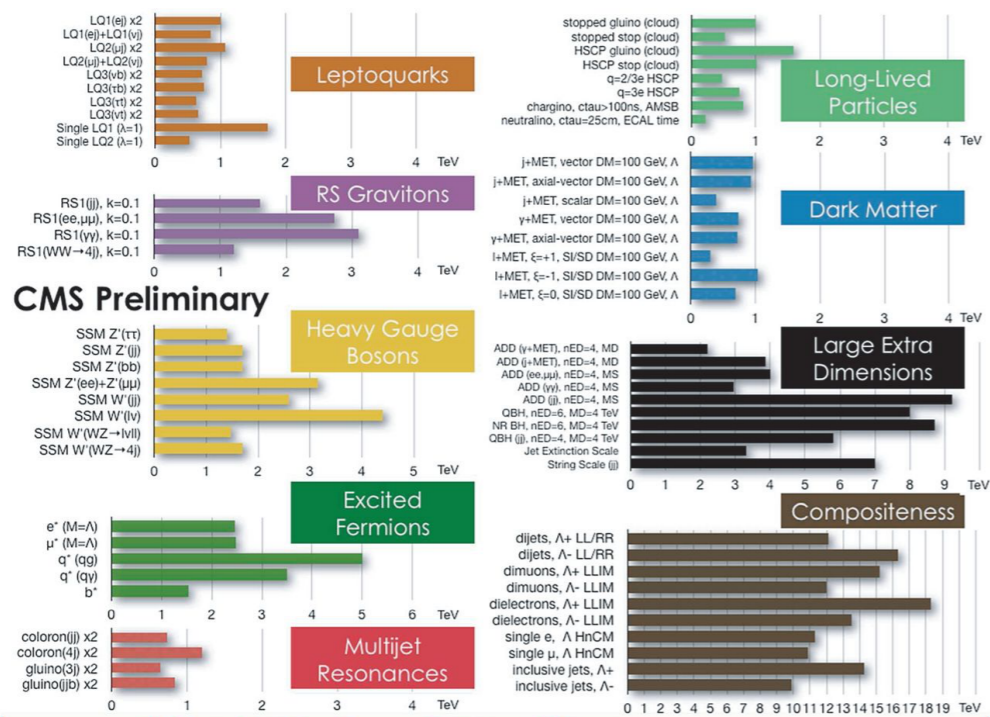 LQ1(ej) x2
LQ1(ej)+LQ1(νj)
LQ2(μj) x2
LQ2(μj)+LQ2(νj)
LQ3(νb) x2
LQ3(τb) x2
LQ3(τt) x2
LQ3(vt) x2
Single LQ1 (λ=1)
Single LQ2 (λ=1)
0 1 2 3 4 TeV
Leptoquarks
RS1(jj), k=0.1
RS1(ee,μμ), k=0.1
RS1(γγ), k=0.1
RS1(WW→4j), k=0.1
0 1 2 3 4 TeV
RS Gravitons
CMS Preliminary
SSM Z'(ττ)
SSM Z'(jj)
SSM Z'(bb)
SSM Z'(ee)+Z'(μμ)
SSM W'(jj)
SSM W'(lv)
SSM W'(WZ→lvll)
SSM W'(WZ→4j)
0 1 2 3 4 5 TeV
Heavy Gauge
Bosons
e* (M=Λ)
μ* (M=Λ)
q* (qg)
q* (qγ)
b*
0 1 2 3 4 5 6 TeV
Excited
Fermions
coloron(jj) x2
coloron(4j) x2
gluino(3j) x2
gluino(jjb) x2
0 1 2 3 4 TeV
Multijet
Resonances
stopped gluino (cloud)
stopped stop (cloud)
HSCP gluino (cloud)
HSCP stop (cloud)
q=2/3e HSCP
q=3e HSCP
chargino, ctau>100ns, AMSB
neutralino, ctau=25cm, ECAL time
0 1 2 3 4 TeV
Long-Lived
Particles
j+MET, vector DM=100 GeV, Λ
j+MET, axial-vector DM=100 GeV, Λ
j+MET, scalar DM=100 GeV, Λ
γ+MET, vector DM=100 GeV, Λ
γ+MET, axial-vector DM=100 GeV, Λ
l+MET, ξ=+1, SI/SD DM=100 GeV, Λ
l+MET, ξ=-1, SI/SD DM=100 GeV, Λ
l+MET, ξ=0, SI/SD DM=100 GeV, Λ
0 1 2 3 4 TeV
Dark Matter
ADD (γ+MET), nED=4, MD
ADD (j+MET), nED=4, MD
ADD (ee,μμ), nED=4, MS
ADD (γγ), nED=4, MS
ADD (jj), nED=4, MS
QBH, nED=6, MD=4 TeV
NR BH, nED=6, MD=4 TeV
QBH (jj), nED=4, MD=4 TeV
Jet Extinction Scale
String Scale (jj)
0 1 2 3 4 5 6 7 8 9 TeV
Large Extra
Dimensions
Compositeness
dijets, Λ+ LL/RR
dijets, Λ- LL/RR
dimuons, Λ+ LLIM
dimuons, Λ- LLIM
dielectrons, Λ+ LLIM
dielectrons, Λ- LLIM
single e, Λ HnCM
single μ, Λ HnCM
inclusive jets, Λ+
inclusive jets, Λ-
0 1 2 3 4 5 6 7 8 9 10 11 12 13 14 15 16 17 18 19 TeV